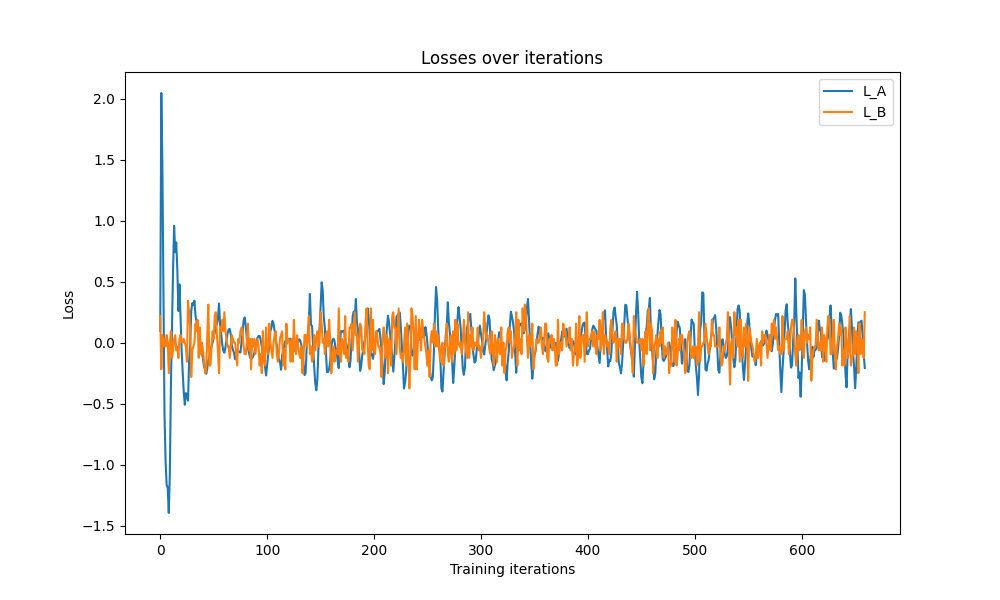 Losses over iterations
L_A
L_B
Loss
2.0
1.5
1.0
0.5
0.0
−0.5
−1.0
−1.5
0 100 200 300 400 500 600
Training iterations